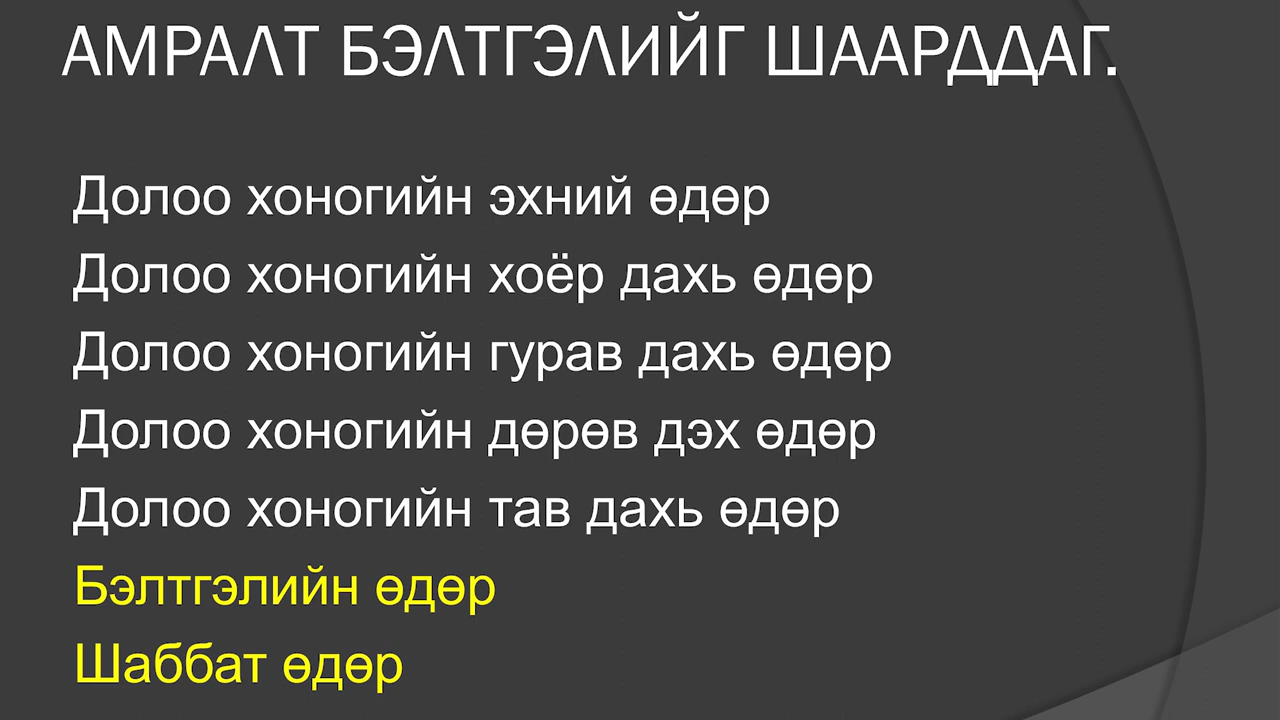 АМРАЛТ БЭЛТГЭЛИЙГ ШААРДДАГ.
Долоо хоногийн эхний өдөр
Долоо хоногийн хоёр дахь өдөр
Долоо хоногийн гурав дахь өдөр
Долоо хоногийн дөрөв дэх өдөр
Долоо хоногийн тав дахь өдөр
Бэлтгэлийн өдөр
Шаббат өдөр